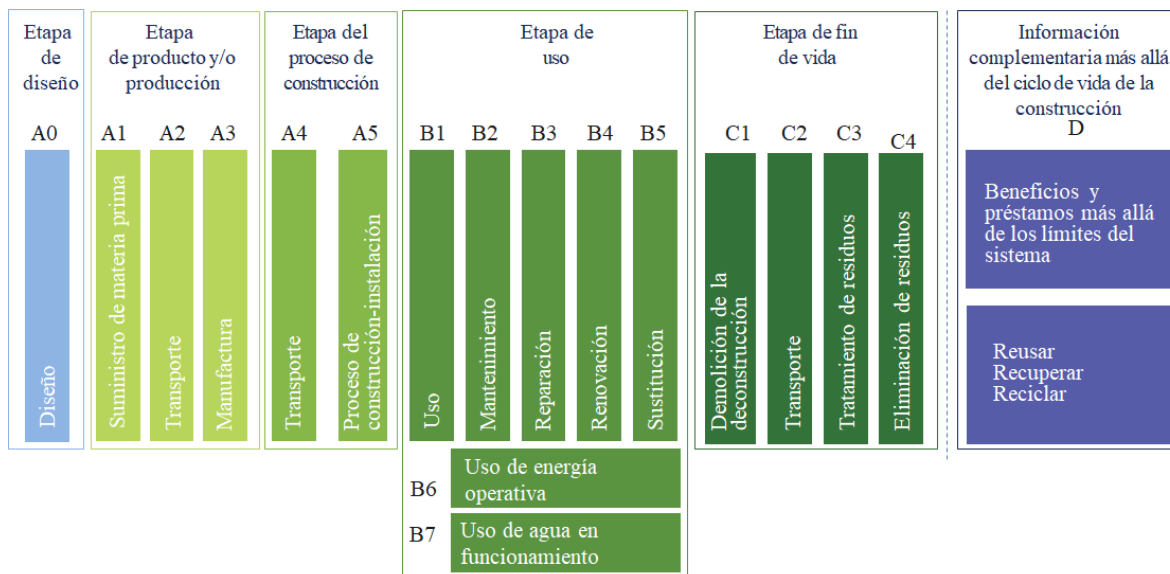 Etapa
de
diseño
A0
Diseño
Etapa
de producto y/o
producción
A1
A2
A3
Suministro de materia prima
Transporte
Manufactura
Etapa del
proceso de
construcción
A4
A5
Transporte
Proceso de
construcción-instalación
Etapa de
uso
B1
B2
B3
B4
B5
Uso
Mantenimiento
Reparación
Renovación
Sustitución
B6
Uso de energía
operativa
B7
Uso de agua en
funcionamiento
Etapa de fin
de vida
C1
C2
C3
C4
Demolición de la
deconstrucción
Transporte
Tratamiento de residuos
Eliminación de residuos
Información
complementaria más allá
del ciclo de vida de la
construcción
D
Beneficios y
préstamos más allá
de los límites del
sistema
Reusar
Recuperar
Reciclar